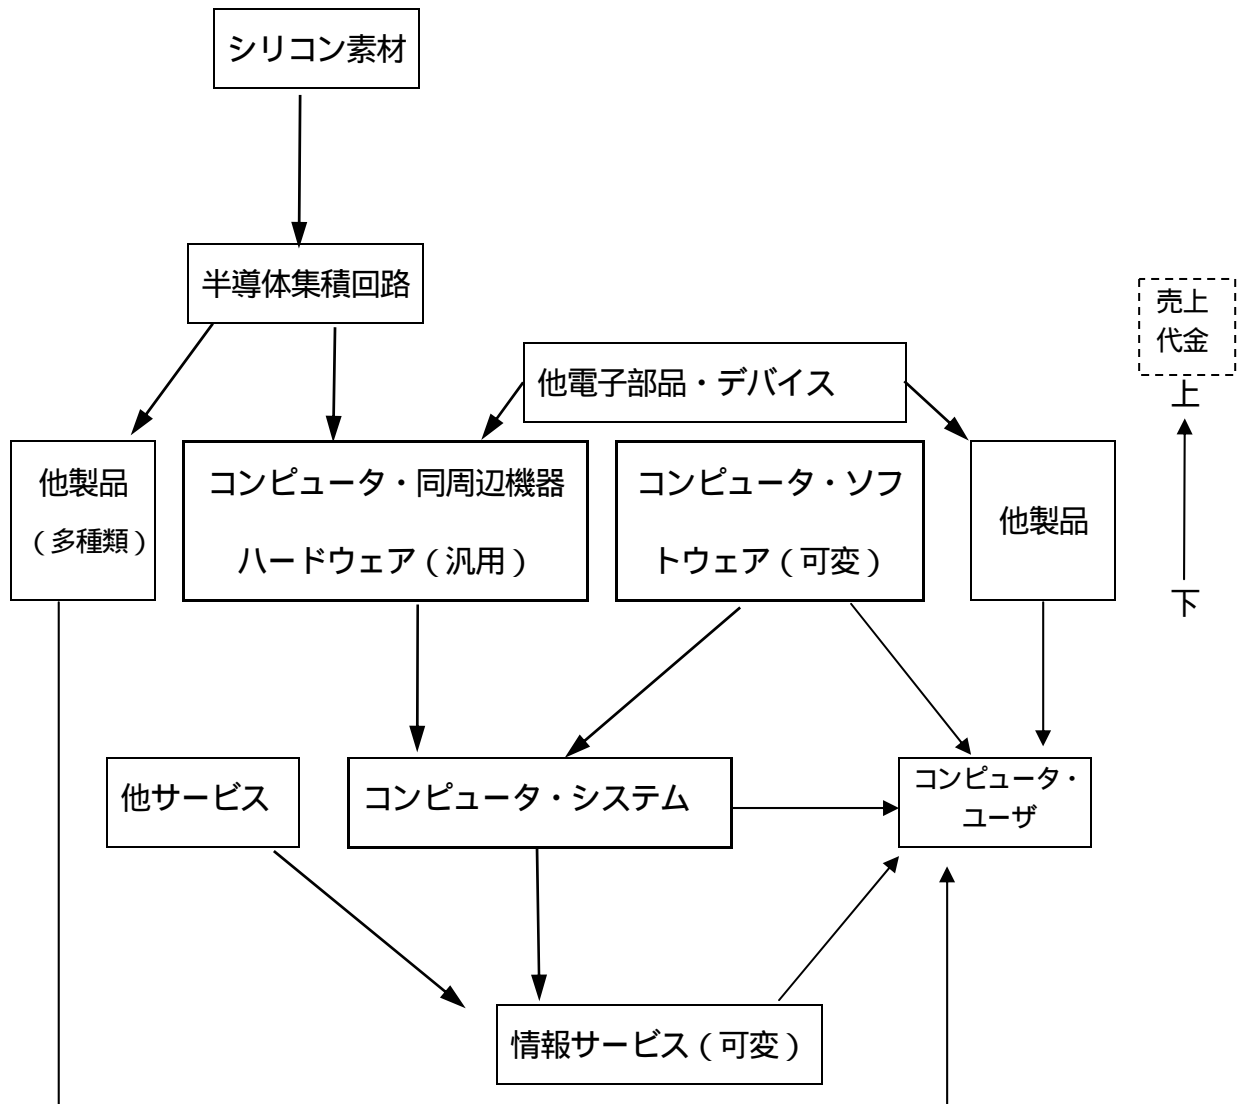 シリコン素材
半導体集積回路
売上
代金
他電子部品・デバイス
上
他製品
（多種類）
コンピュータ・同周辺機器
ハードウェア（汎用）
コンピュータ・ソフ
トウェア（可変）
他製品
下
他サービス
コンピュータ・システム
コンピュータ・
ユーザ
情報サービス（可変）